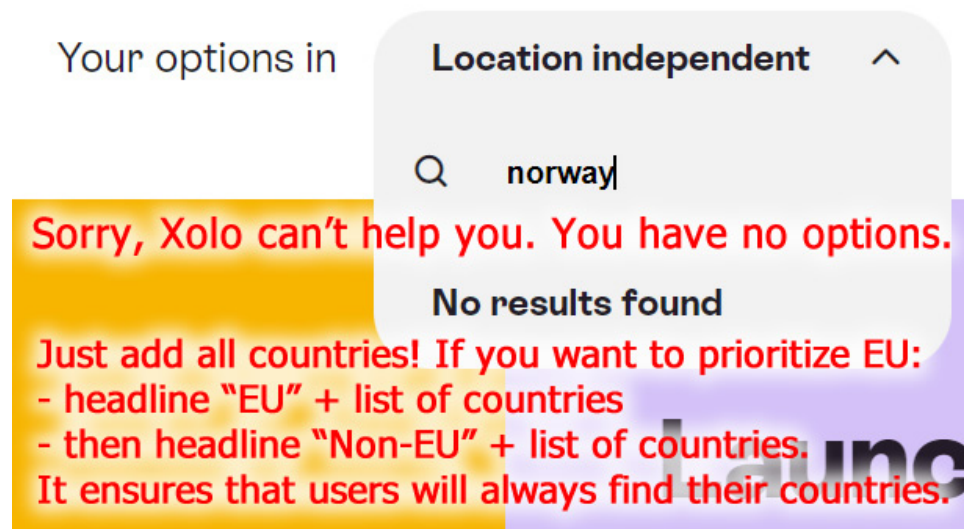 Your options in Location independent
norway
Sorry, Xolo can’t help you. You have no options.
No results found
Just add all countries! If you want to prioritize EU:
- headline “EU” + list of countries
- then headline “Non-EU” + list of countries.
Launc
It ensures that users will always find their countries.